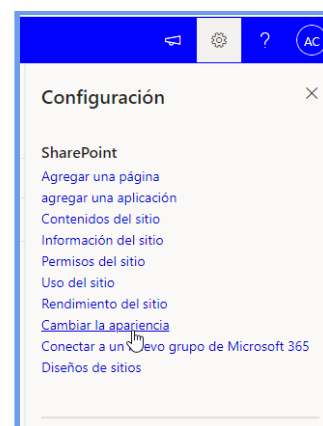 ?
AC
Configuración
SharePoint
Agregar una página
agregar una aplicación
Contenidos del sitio
Información del sitio
Permisos del sitio
Uso del sitio
Rendimiento del sitio
Cambiar la apariencia
Conectar a un evo grupo de Microsoft 365
Diseños de sitios